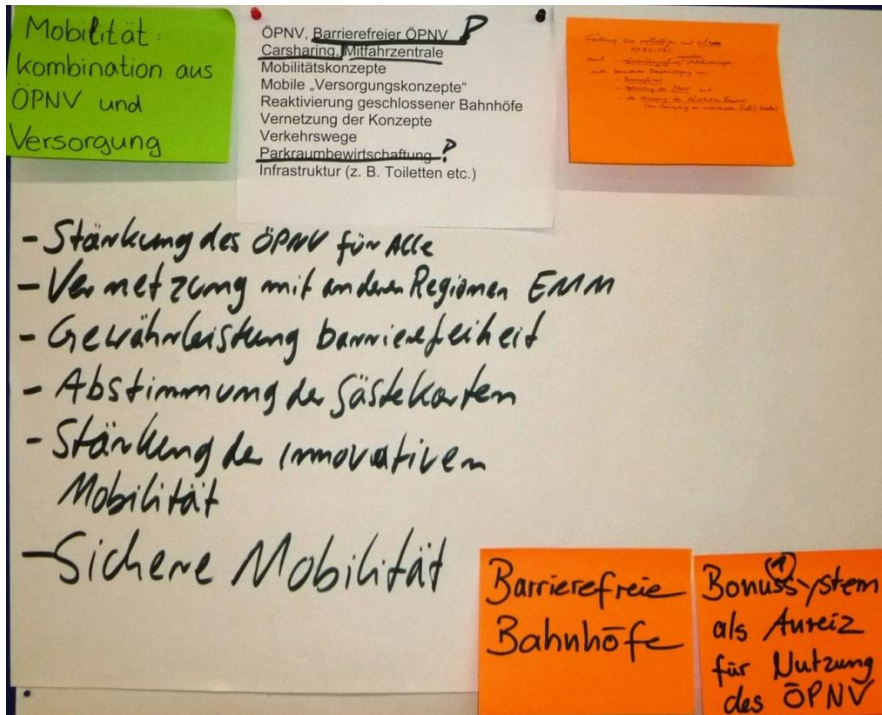 Mobilität:
Kombination aus
ÖPNV und
Versorgung
ÖPNV, Barrierefreier ÖPNV P
Carsharing, Mitfahrzentrale
Mobilitätskonzepte
Mobile „Versorgungskonzepte“
Reaktivierung geschlossener Bahnhöfe
Vernetzung der Konzepte
Verkehrswege
Parkraumbewirtschaftung P
Infrastruktur (z. B. Toiletten etc.)
MOBILITÄT
- Barrierefreiheit
- Stärkung des ÖPNV für Alle
- Vernetzung mit anderen Regionen EMM
- Gewährleistung barrierefeiheit
- Abstimmung der Gästekarten
- Stärkung der innovativen
Mobilität
- Sichere Mobilität
Barrierefreie
Bahnhöfe
Bonussystem
als Anreiz
für Nutzung
des ÖPNV